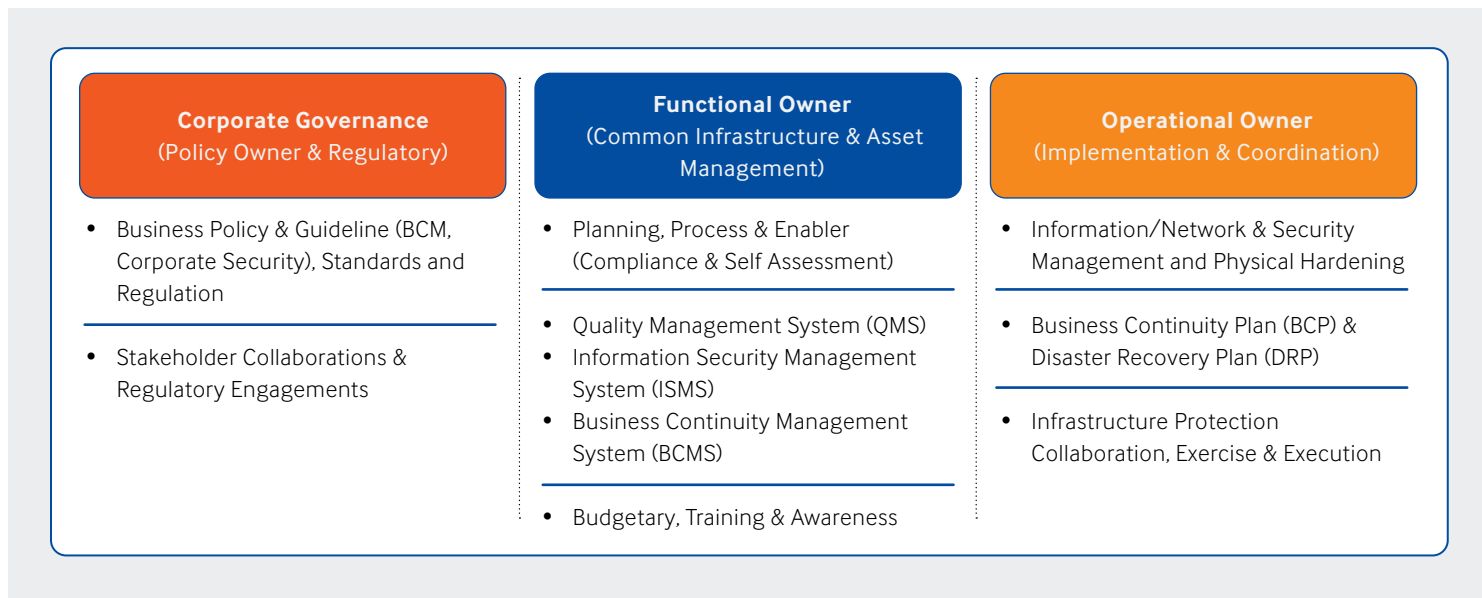 Corporate Governance
(Policy Owner & Regulatory)
• Business Policy & Guideline (BCM,
Corporate Security), Standards and
Regulation
• Stakeholder Collaborations &
Regulatory Engagements
Functional Owner
(Common Infrastructure & Asset
Management)
• Planning, Process & Enabler
(Compliance & Self Assessment)
• Quality Management System (QMS)
• Information Security Management
System (ISMS)
• Business Continuity Management
System (BCMS)
• Budgetary, Training & Awareness
Operational Owner
(Implementation & Coordination)
• Information/Network & Security
Management and Physical Hardening
• Business Continuity Plan (BCP) &
Disaster Recovery Plan (DRP)
• Infrastructure Protection
Collaboration, Exercise & Execution